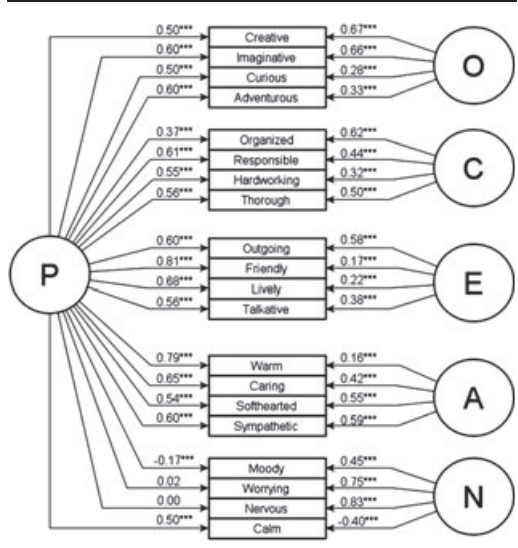 0.50*** Creative 0.67***
0.60*** Imaginative 0.66***
0.50*** Curious 0.28***
0.60*** Adventurous 0.33***
O
0.37*** Organized 0.62***
0.61*** Responsible 0.44***
0.55*** Hardworking 0.32***
0.56*** Thorough 0.50***
C
P
0.60*** Outgoing 0.58***
0.81*** Friendly 0.17***
0.68*** Lively 0.22***
0.56*** Talkative 0.38***
E
0.79*** Warm 0.16***
0.65*** Caring 0.42***
0.54*** Softhearted 0.55***
0.60*** Sympathetic 0.59***
A
-0.17*** Moody 0.45***
0.02 Worrying 0.75***
0.00 Nervous 0.83***
0.50*** Calm -0.40***
N